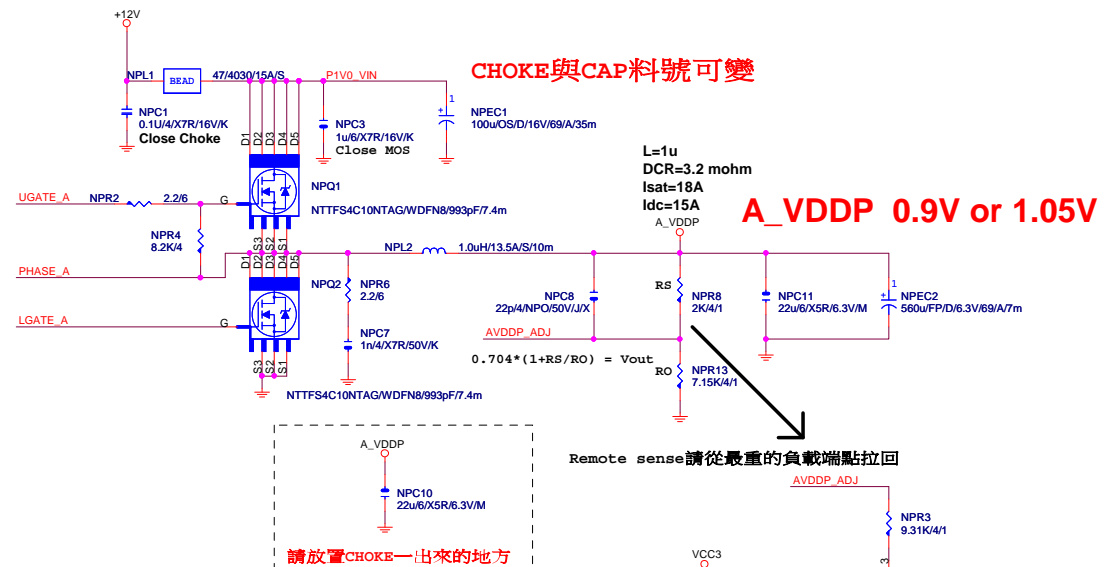 +12V
NPL1 BEAD 47/4030/15A/S P1V0_VIN
CHOKE與CAP料號可變
NPC1
0.1U/4/X7R/16V/K
Close Choke
D1 D2 D3 D4 D5
NPC3
1u/6/X7R/16V/K
Close MOS
1
+
NPEC1
100u/OS/D/16V/69/A/35m
L=1u
DCR=3.2 mohm
Isat=18A
Idc=15A
A_VDDP
A_VDDP 0.9V or 1.05V
UGATE_A NPR2 2.2/6 G
NPQ1
NTTFS4C10NTAG/WDFN8/993pF/7.4m
NPR4
8.2K/4
S3 S2 S1
D1 D2 D3 D4 D5
NPL2 1.0uH/13.5A/S/10m
PHASE_A
NPQ2
NPR6
2.2/6
NPC8
22p/4/NPO/50V/J/X
RS
NPR8
2K/4/1
NPC11
22u/6/X5R/6.3V/M
1
+
NPEC2
560u/FP/D/6.3V/69/A/7m
LGATE_A G
NPC7
1n/4/X7R/50V/K
AVDDP_ADJ
0.704*(1+RS/RO) = Vout
RO
NPR13
7.15K/4/1
S3 S2 S1
NTTFS4C10NTAG/WDFN8/993pF/7.4m
A_VDDP
NPC10
22u/6/X5R/6.3V/M
請放置CHOKE一出來的地方
Remote sense請從最重的負載端點拉回
AVDDP_ADJ
NPR3
9.31K/4/1
VCC3
3